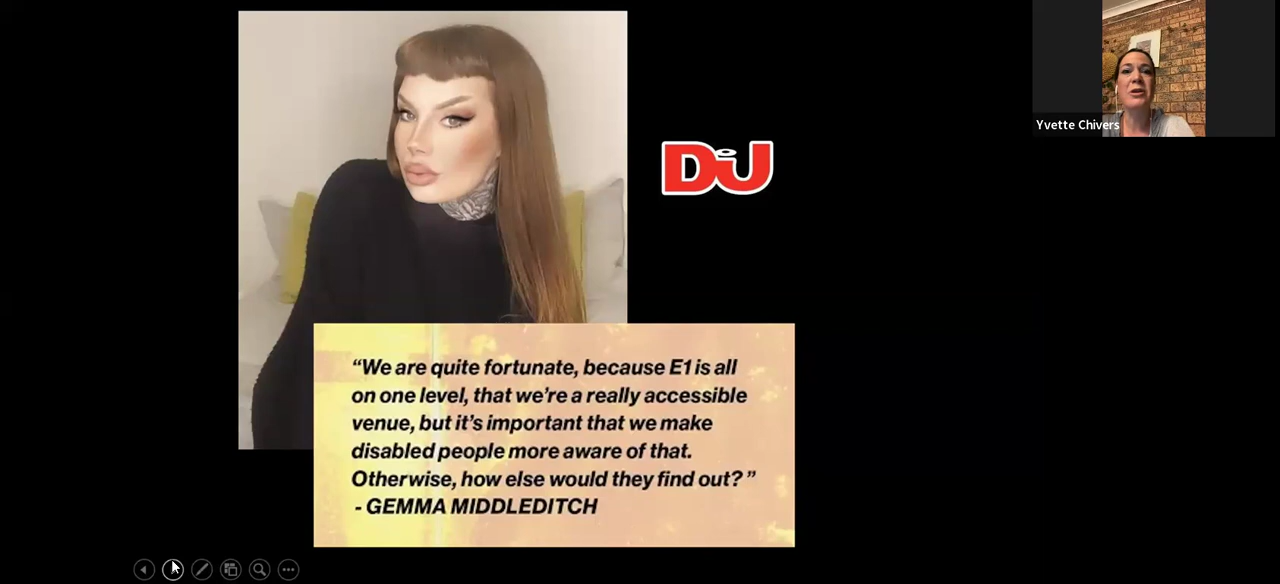 Yvette Chivers
DJ
“We are quite fortunate, because E1 is all
on one level, that we’re a really accessible
venue, but it’s important that we make
disabled people more aware of that.
Otherwise, how else would they find out?”
- GEMMA MIDDLEDITCH